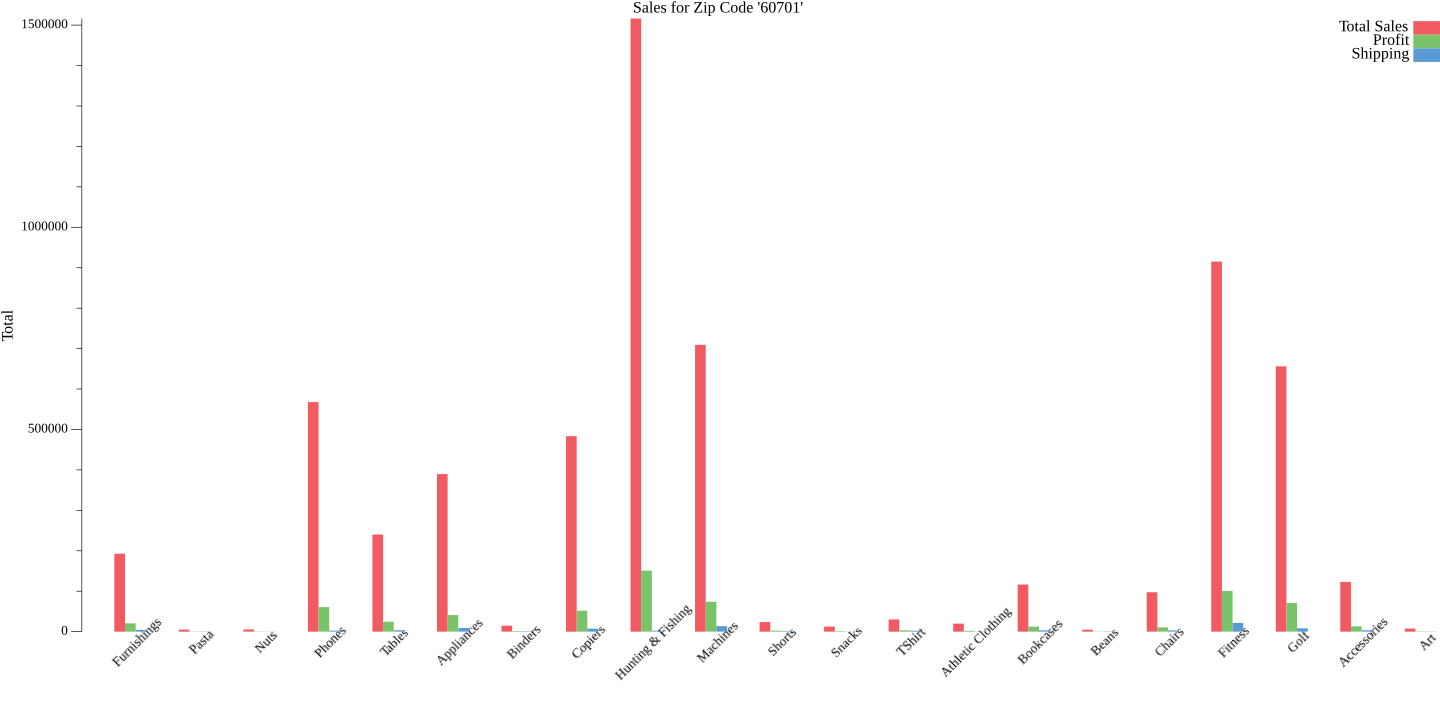 Sales for Zip Code '60701'
Total Sales
Profit
Shipping
Total
1500000
1000000
500000
0
Furnishings
Pasta
Nuts
Phones
Tables
Appliances
Binders
Copiers
Hunting & Fishing
Machines
Shorts
Snacks
TShirt
Athletic Clothing
Bookcases
Beans
Chairs
Fitness
Golf
Accessories
Art